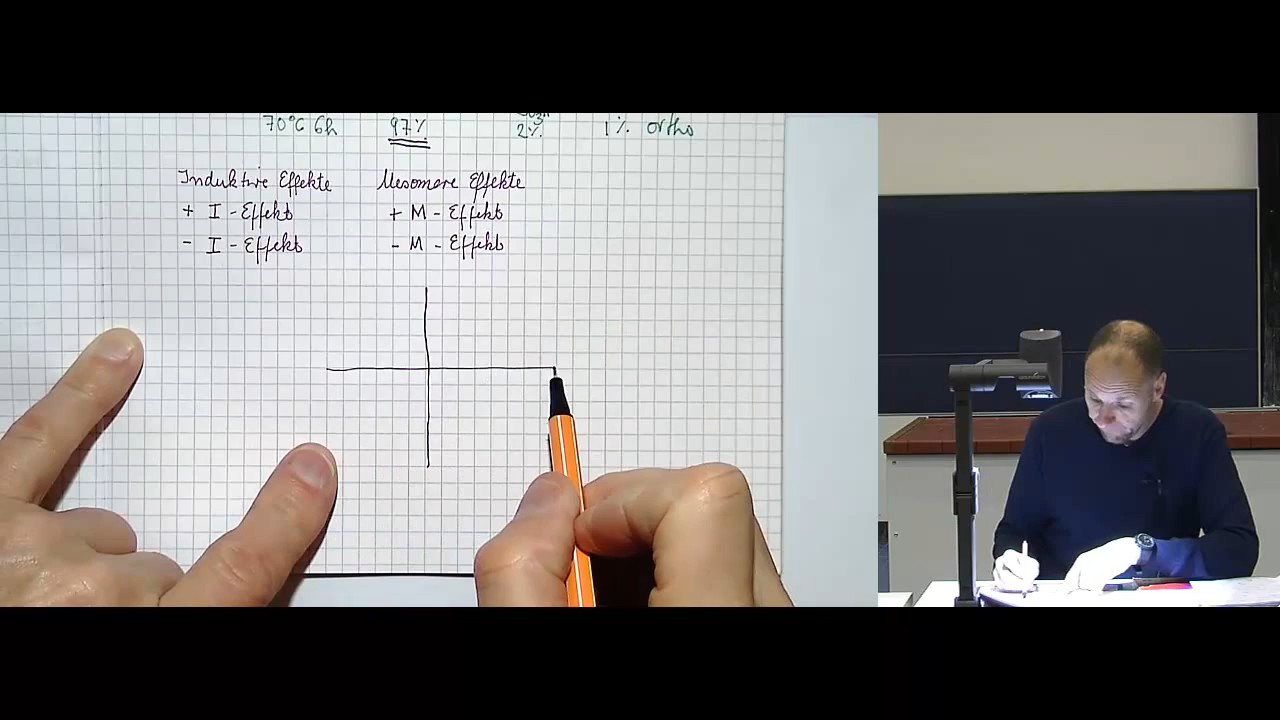 70°C 6h 97% 2% 1% ortho
Induktive Effekte Mesomere Effekte
+ I - Effekt + M - Effekt
- I - Effekt - M - Effekt